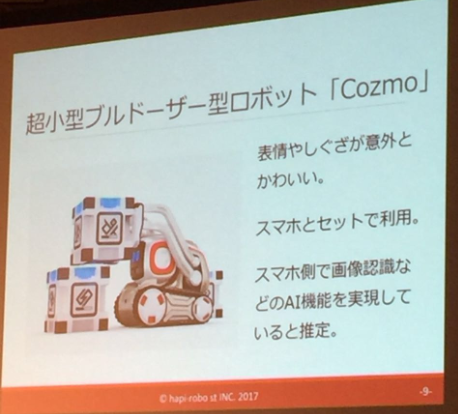 超小型ブルドーザー型ロボット「Cozmo」
表情やしぐさが意外と
かわいい。
スマホとセットで利用。
スマホ側で画像認識な
どのAI機能を実現して
いると推定。
© hapi-robo st INC. 2017
-9-